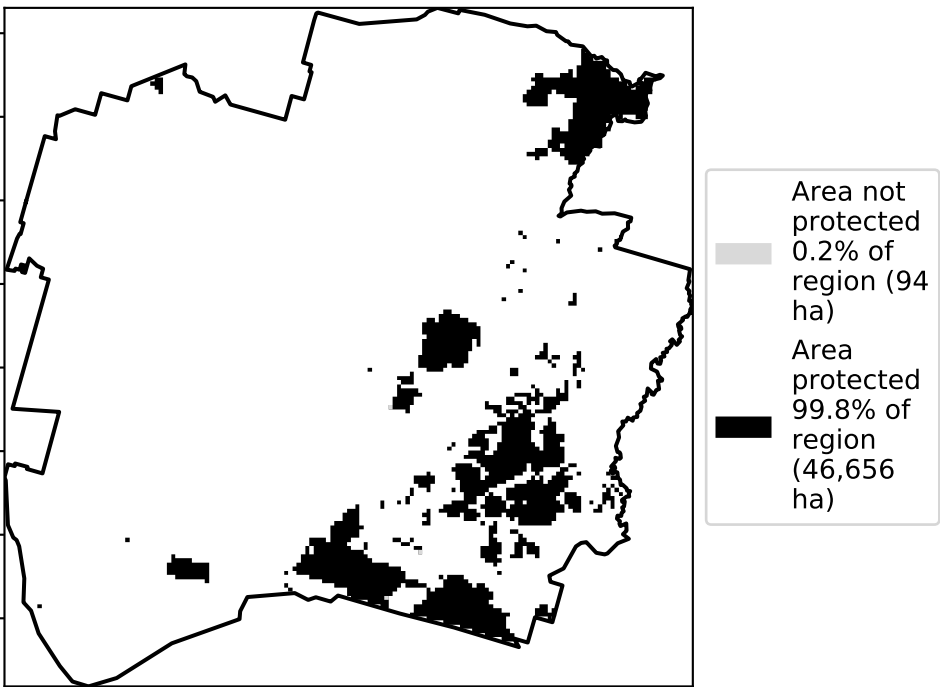 Area not
protected
0.2% of
region (94
ha)
Area
protected
99.8% of
region
(46,656
ha)